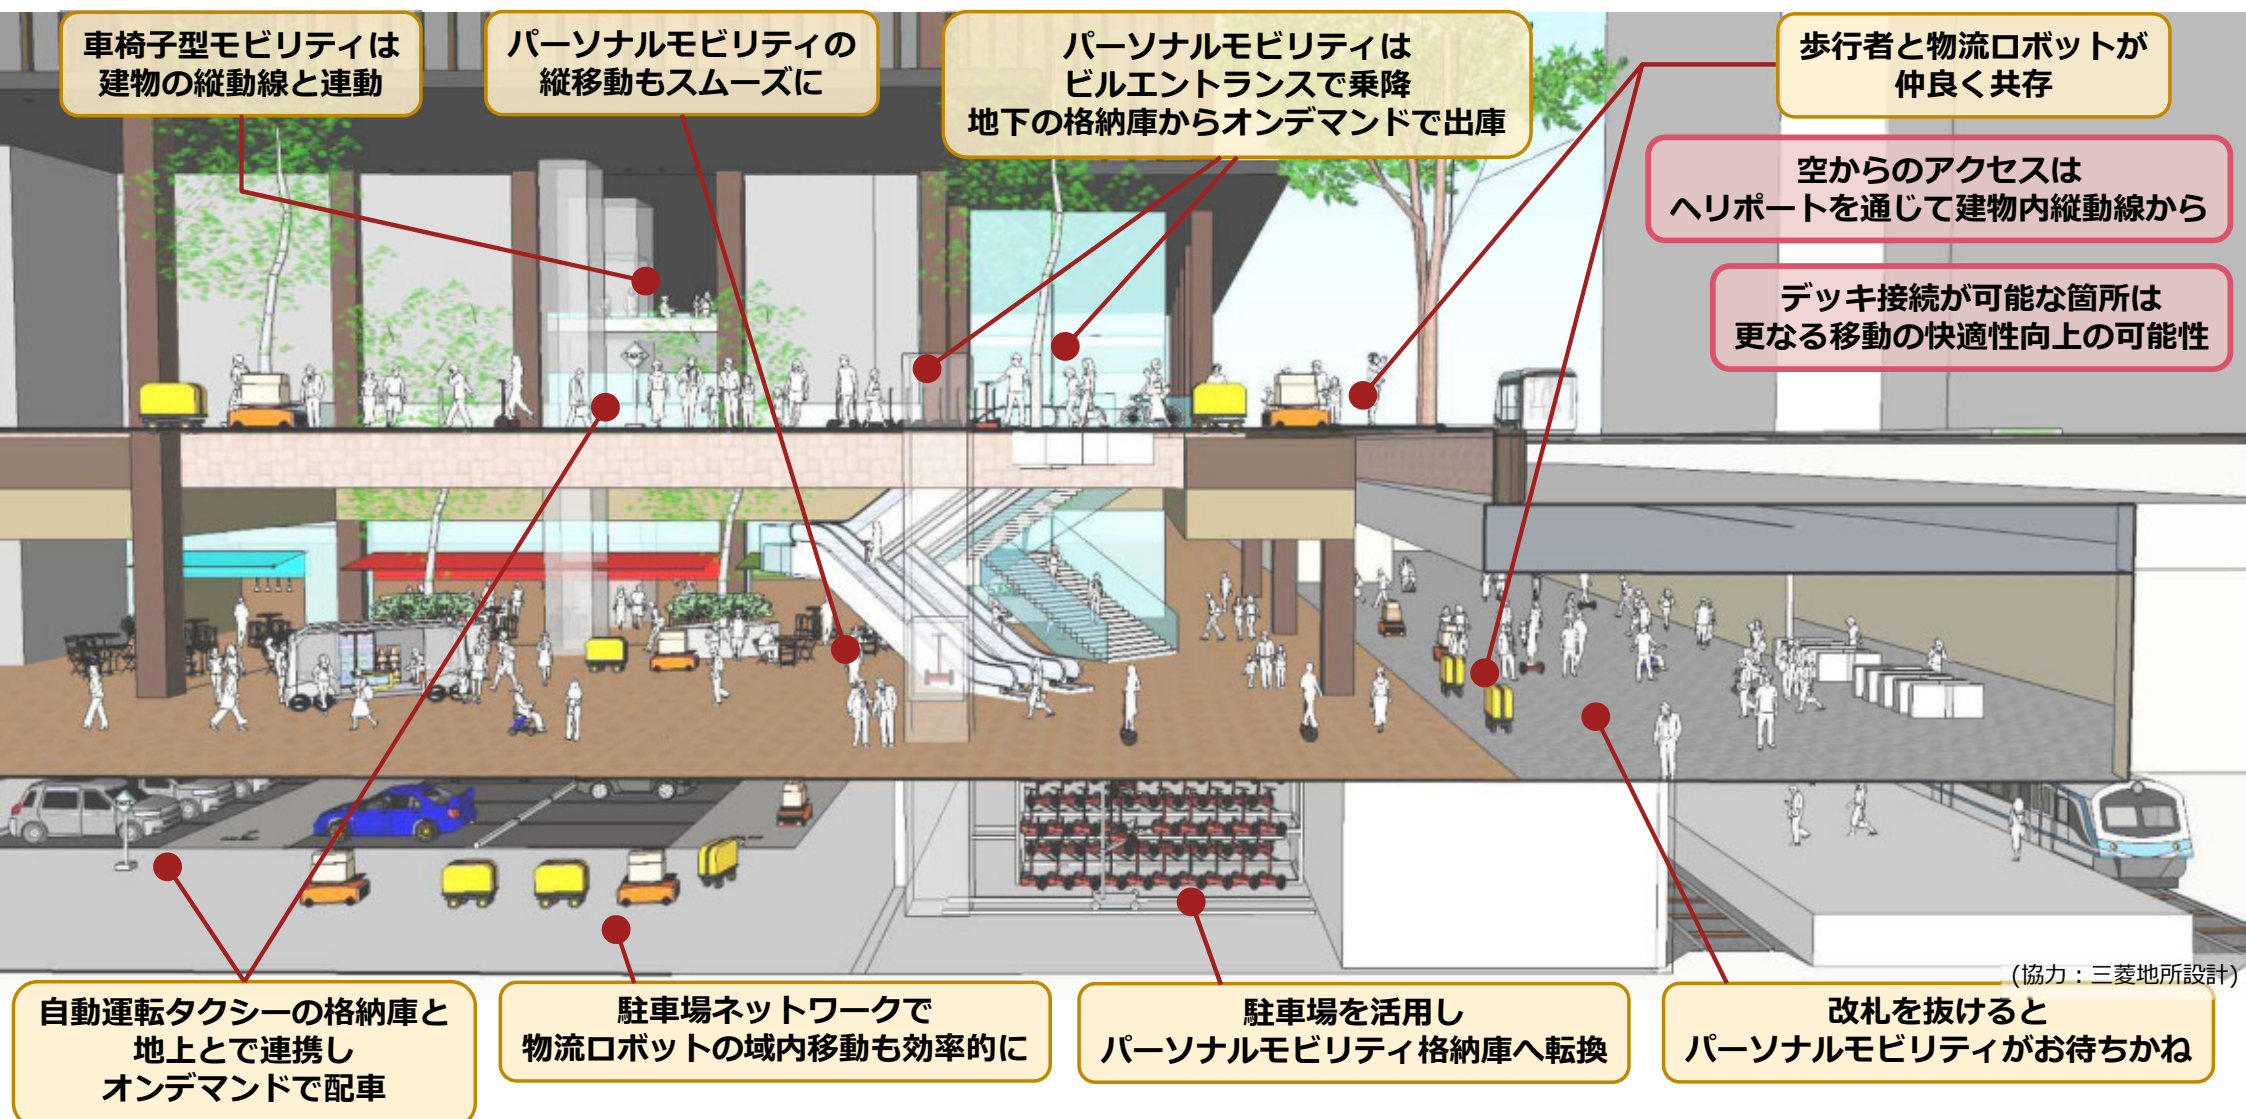 車椅子型モビリティは
建物の縦動線と連動
パーソナルモビリティの
縦移動もスムーズに
パーソナルモビリティは
ビルエントランスで乗降
地下の格納庫からオンデマンドで出庫
歩行者と物流ロボットが
仲良く共存
空からのアクセスは
ヘリポートを通じて建物内縦動線から
デッキ接続が可能な箇所は
更なる移動の快適性向上の可能性
TAXI
(協力：三菱地所設計)
自動運転タクシーの格納庫と
地上とで連携し
オンデマンドで配車
駐車場ネットワークで
物流ロボットの域内移動も効率的に
駐車場を活用し
パーソナルモビリティ格納庫へ転換
改札を抜けると
パーソナルモビリティがお待ちかね